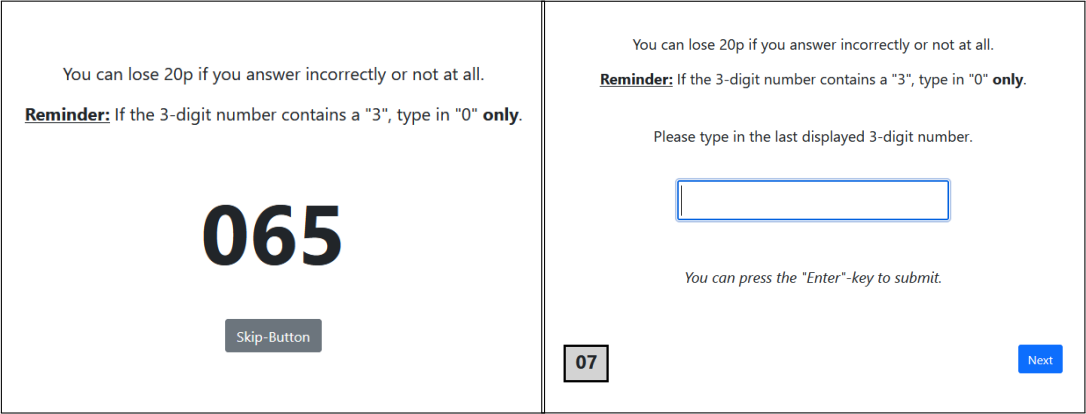 You can lose 20p if you answer incorrectly or not at all.
Reminder: If the 3-digit number contains a "3", type in "0" only.
065
Skip-Button
You can lose 20p if you answer incorrectly or not at all.
Reminder: If the 3-digit number contains a "3", type in "0" only.
Please type in the last displayed 3-digit number.
You can press the "Enter"-key to submit.
07
Next